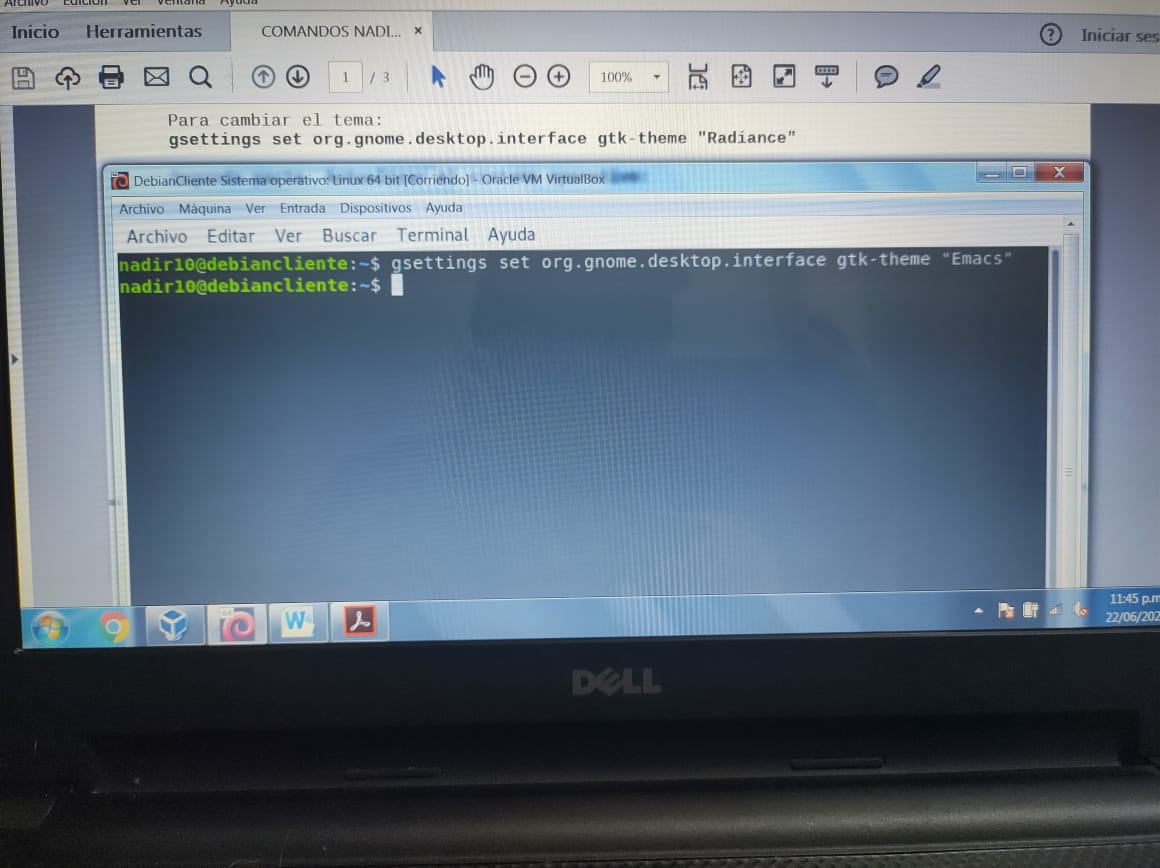 Archivo Edición Ver Ventana Ayuda
Inicio Herramientas COMANDOS NADI... × ? Iniciar ses
1 / 3 100%
Para cambiar el tema:
gsettings set org.gnome.desktop.interface gtk-theme "Radiance"
DebianCliente Sistema operativo: Linux 64 bit [Corriendo] - Oracle VM VirtualBox
Archivo Máquina Ver Entrada Dispositivos Ayuda
Archivo Editar Ver Buscar Terminal Ayuda
nadir10@debiancliente:~$ gsettings set org.gnome.desktop.interface gtk-theme "Emacs"
nadir10@debiancliente:~$
64
W
11:45 p.m
22/06/202
DELL